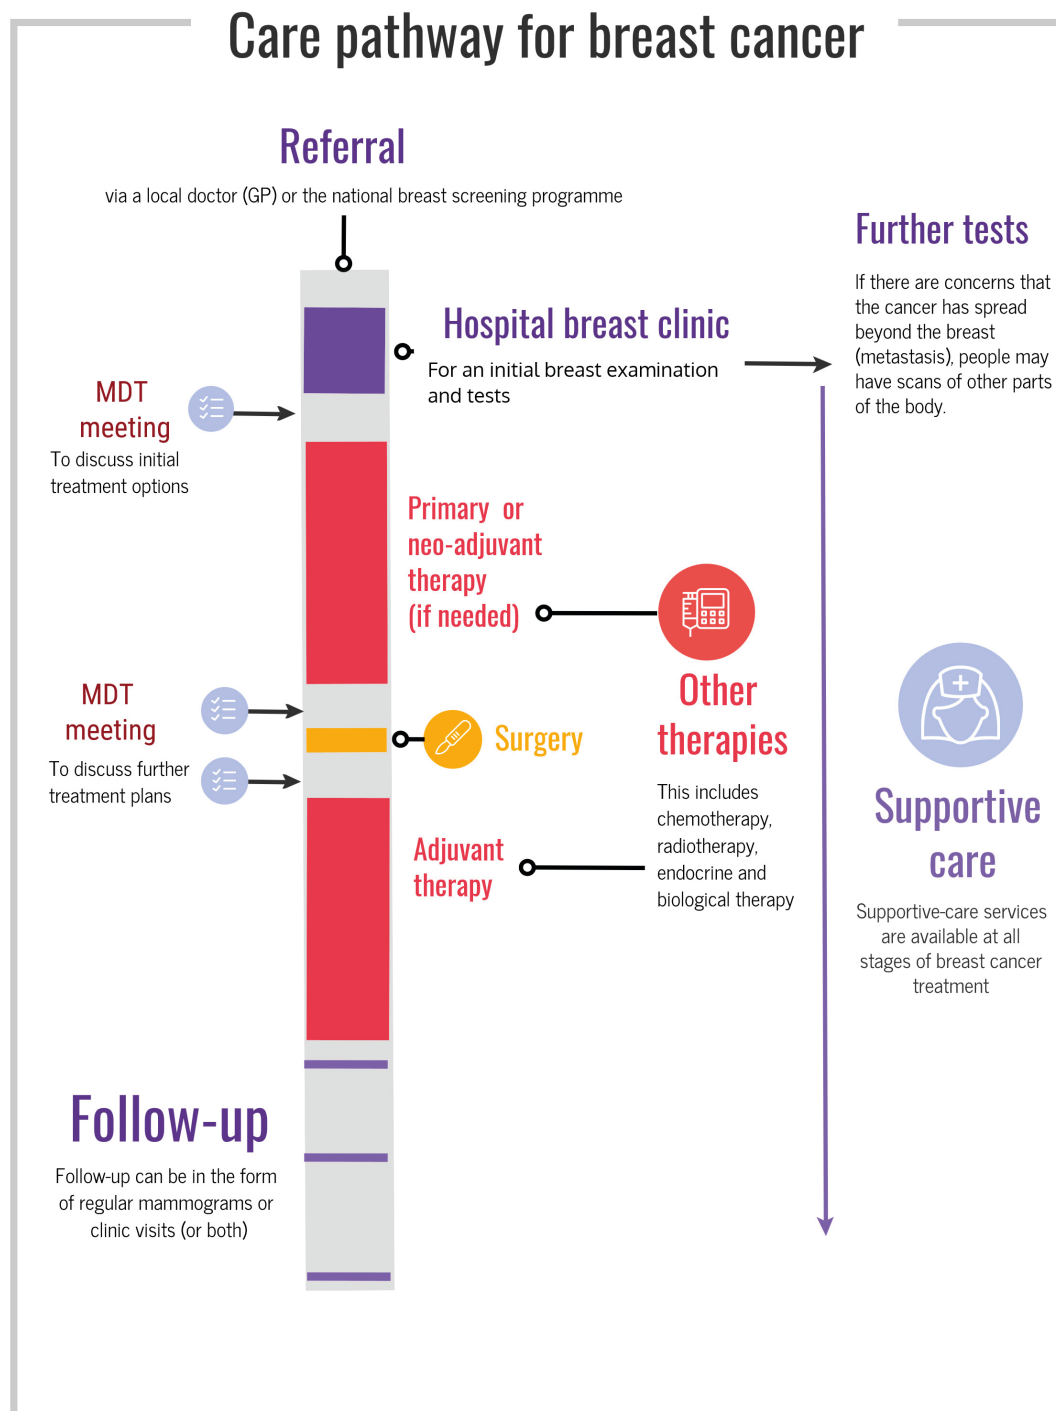 Care pathway for breast cancer
Referral
via a local doctor (GP) or the national breast screening programme
Further tests
If there are concerns that
the cancer has spread
beyond the breast
(metastasis), people may
have scans of other parts
of the body.
Hospital breast clinic
For an initial breast examination
and tests
MDT
meeting
To discuss initial
treatment options
Primary or
neo-adjuvant
therapy
(if needed)
Other
therapies
This includes
chemotherapy,
radiotherapy,
endocrine and
biological therapy
MDT
meeting
To discuss further
treatment plans
Surgery
Supportive
care
Supportive-care services
are available at all
stages of breast cancer
treatment
Adjuvant
therapy
Follow-up
Follow-up can be in the form
of regular mammograms or
clinic visits (or both)